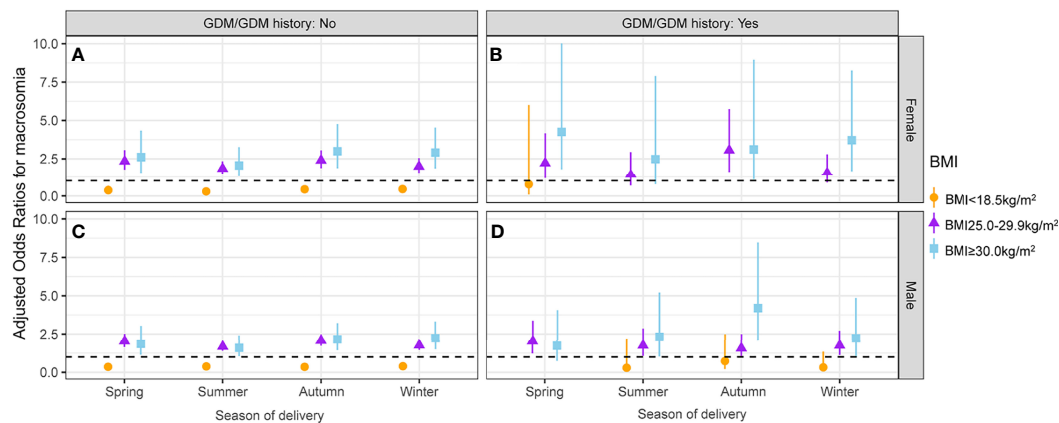 GDM/GDM history: No
GDM/GDM history: Yes
Adjusted Odds Ratios for macrosomia
A
10.0
7.5
5.0
2.5
0.0
B
Female
C
10.0
7.5
5.0
2.5
0.0
D
Male
Spring Summer Autumn Winter
Spring Summer Autumn Winter
Season of delivery
Season of delivery
BMI
BMI<18.5kg/m²
BMI25.0-29.9kg/m²
BMI≥30.0kg/m²